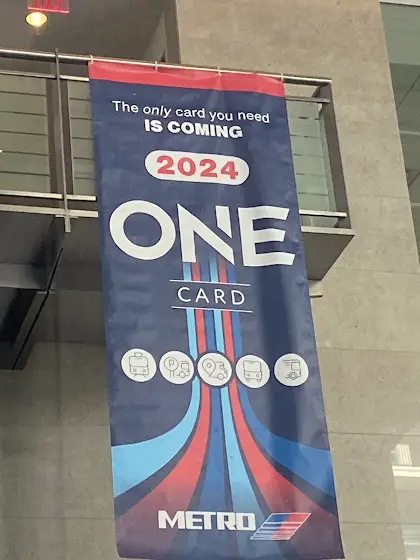 The only card you need
IS COMING
2024
ONE
CARD
P
METRO